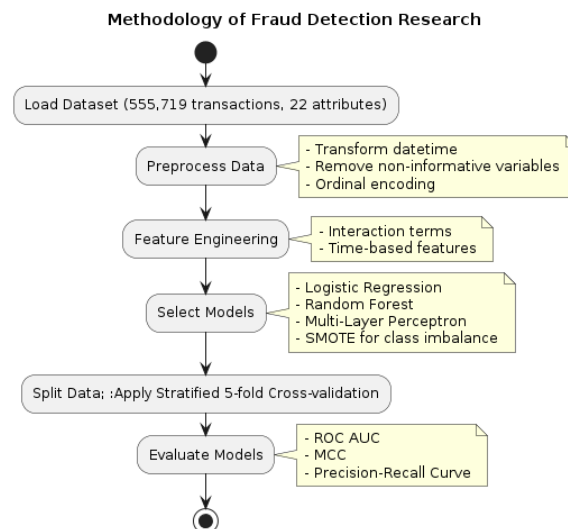 Methodology of Fraud Detection Research
Load Dataset (555,719 transactions, 22 attributes)
Preprocess Data
- Transform datetime
- Remove non-informative variables
- Ordinal encoding
Feature Engineering
- Interaction terms
- Time-based features
Select Models
- Logistic Regression
- Random Forest
- Multi-Layer Perceptron
- SMOTE for class imbalance
Split Data; :Apply Stratified 5-fold Cross-validation
Evaluate Models
- ROC AUC
- MCC
- Precision-Recall Curve